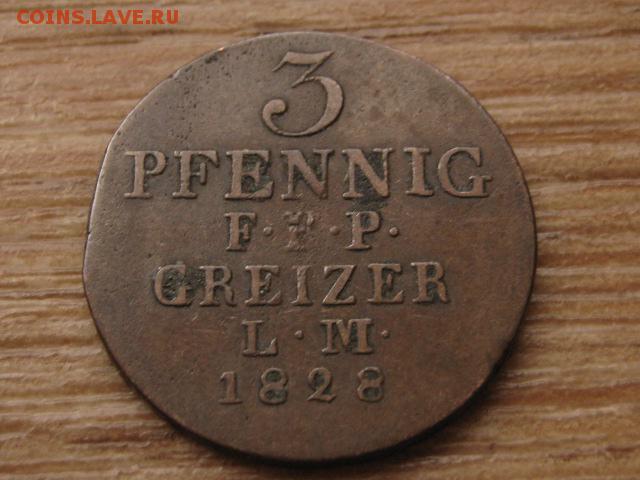 COINS.LAVE.RU
3
PFENNIG
F·P·P·
GREIZER
L·M·
1828